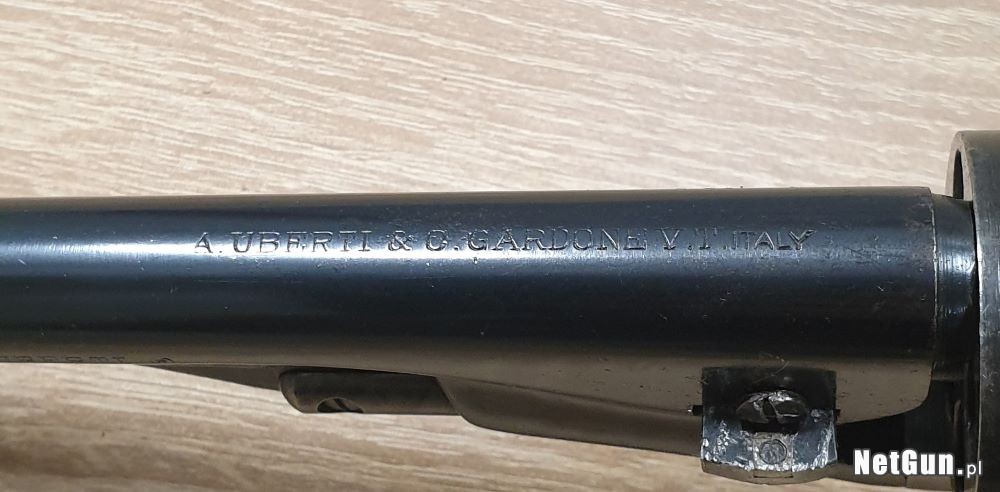 A. UBERTI & C. GARDONE V.T. ITALY
NetGun.pl